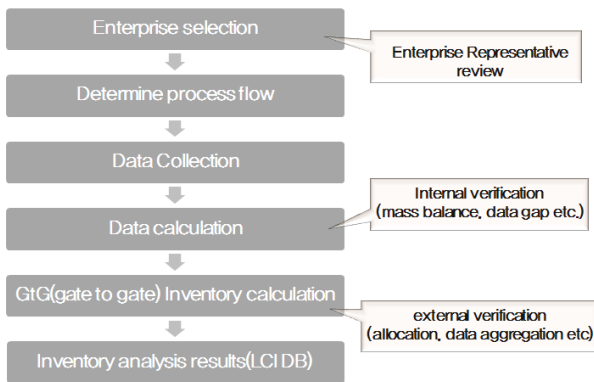 Enterprise selection
Enterprise Representative
review
Determine process flow
Data Collection
Internal verification
(mass balance, data gap etc.)
Data calculation
GtG(gate to gate) Inventory calculation
external verification
(allocation, data aggregation etc)
Inventory analysis results(LCI DB)